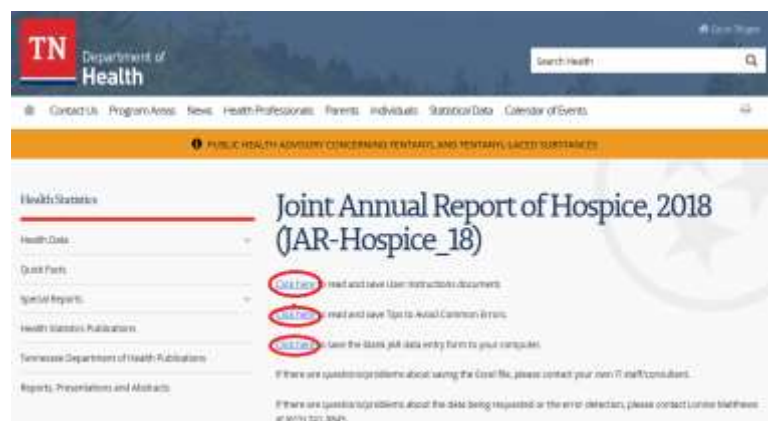 TN Department of
Health
Go to TN.gov
Search Health
Contact Us Program Areas News Health Professionals Parents Individuals Statistical Data Calendar of Events
PUBLIC HEALTH ADVISORY CONCERNING FENTANYL AND FENTANYL-LACED SUBSTANCES
Health Statistics
Health Data
Quick Facts
Special Reports
Health Statistics Publications
Tennessee Department of Health Publications
Reports, Presentations and Abstracts
Joint Annual Report of Hospice, 2018
(JAR-Hospice_18)
Click here to read and save User Instructions document.
Click here to read and save Tips to Avoid Common Errors.
Click here to save the blank JAR data entry form to your computer.
If there are questions/problems about saving the Excel file, please contact your own IT staff/consultant.
If there are questions/problems about the data being requested or the error detection, please contact Matthews